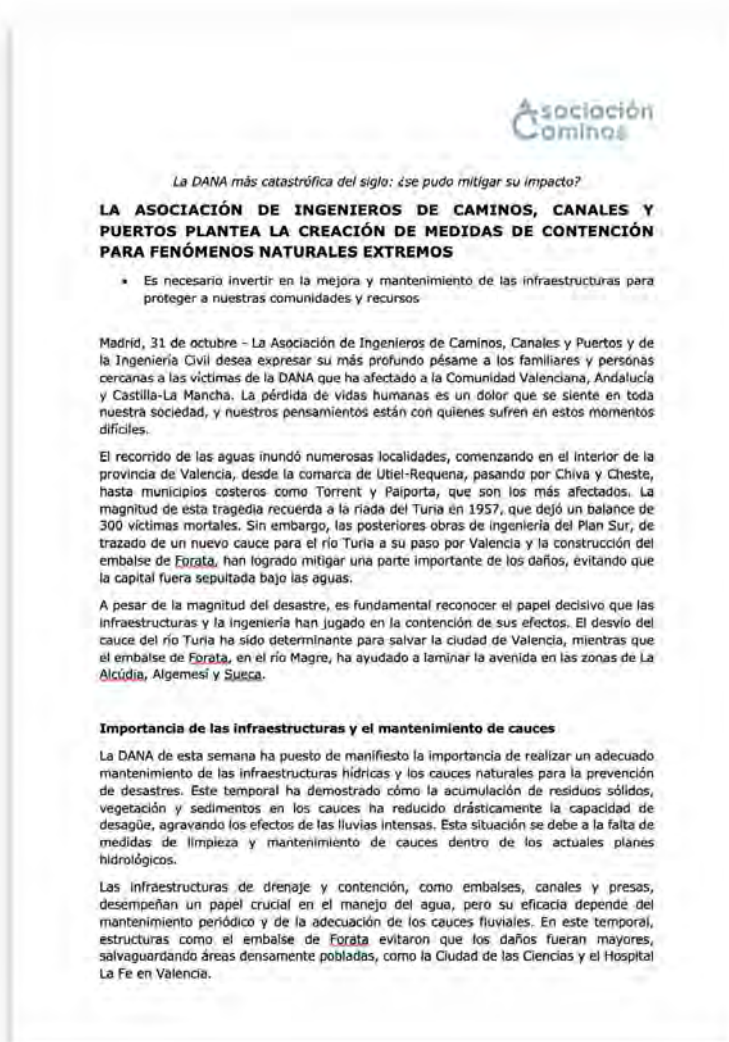 Asociación
Caminos
La DANA más catastrófica del siglo: ¿se pudo mitigar su impacto?
LA ASOCIACIÓN DE INGENIEROS DE CAMINOS, CANALES Y
PUERTOS PLANTEA LA CREACIÓN DE MEDIDAS DE CONTENCIÓN
PARA FENÓMENOS NATURALES EXTREMOS
• Es necesario invertir en la mejora y mantenimiento de las infraestructuras para
proteger a nuestras comunidades y recursos
Madrid, 31 de octubre – La Asociación de Ingenieros de Caminos, Canales y Puertos y de
la Ingeniería Civil desea expresar su más profundo pésame a los familiares y personas
cercanas a las víctimas de la DANA que ha afectado a la Comunidad Valenciana, Andalucía
y Castilla-La Mancha. La pérdida de vidas humanas es un dolor que se siente en toda
nuestra sociedad, y nuestros pensamientos están con quienes sufren en estos momentos
difíciles.
El recorrido de las aguas inundó numerosas localidades, comenzando en el interior de la
provincia de Valencia, desde la comarca de Utiel-Requena, pasando por Chiva y Cheste,
hasta municipios costeros como Torrent y Paiporta, que son los más afectados. La
magnitud de esta tragedia recuerda a la riada del Turia en 1957, que dejó un balance de
300 víctimas mortales. Sin embargo, las posteriores obras de ingeniería del Plan Sur, de
trazado de un nuevo cauce para el río Turia a su paso por Valencia y la construcción del
embalse de Forata, han logrado mitigar una parte importante de los daños, evitando que
la capital fuera sepultada bajo las aguas.
A pesar de la magnitud del desastre, es fundamental reconocer el papel decisivo que las
infraestructuras y la ingeniería han jugado en la contención de sus efectos. El desvío del
cauce del río Turia ha sido determinante para salvar la ciudad de Valencia, mientras que
el embalse de Forata, en el río Magre, ha ayudado a laminar la avenida en las zonas de La
Alcúdia, Algemesí y Sueca.
Importancia de las infraestructuras y el mantenimiento de cauces
La DANA de esta semana ha puesto de manifiesto la importancia de realizar un adecuado
mantenimiento de las infraestructuras hídricas y los cauces naturales para la prevención
de desastres. Este temporal ha demostrado cómo la acumulación de residuos sólidos,
vegetación y sedimentos en los cauces ha reducido drásticamente la capacidad de
desagüe, agravando los efectos de las lluvias intensas. Esta situación se debe a la falta de
medidas de limpieza y mantenimiento de cauces dentro de los actuales planes
hidrológicos.
Las infraestructuras de drenaje y contención, como embalses, canales y presas,
desempeñan un papel crucial en el manejo del agua, pero su eficacia depende del
mantenimiento periódico y de la adecuación de los cauces fluviales. En este temporal,
estructuras como el embalse de Forata evitaron que los daños fueran mayores,
salvaguardando áreas densamente pobladas, como la Ciudad de las Ciencias y el Hospital
La Fe en Valencia.